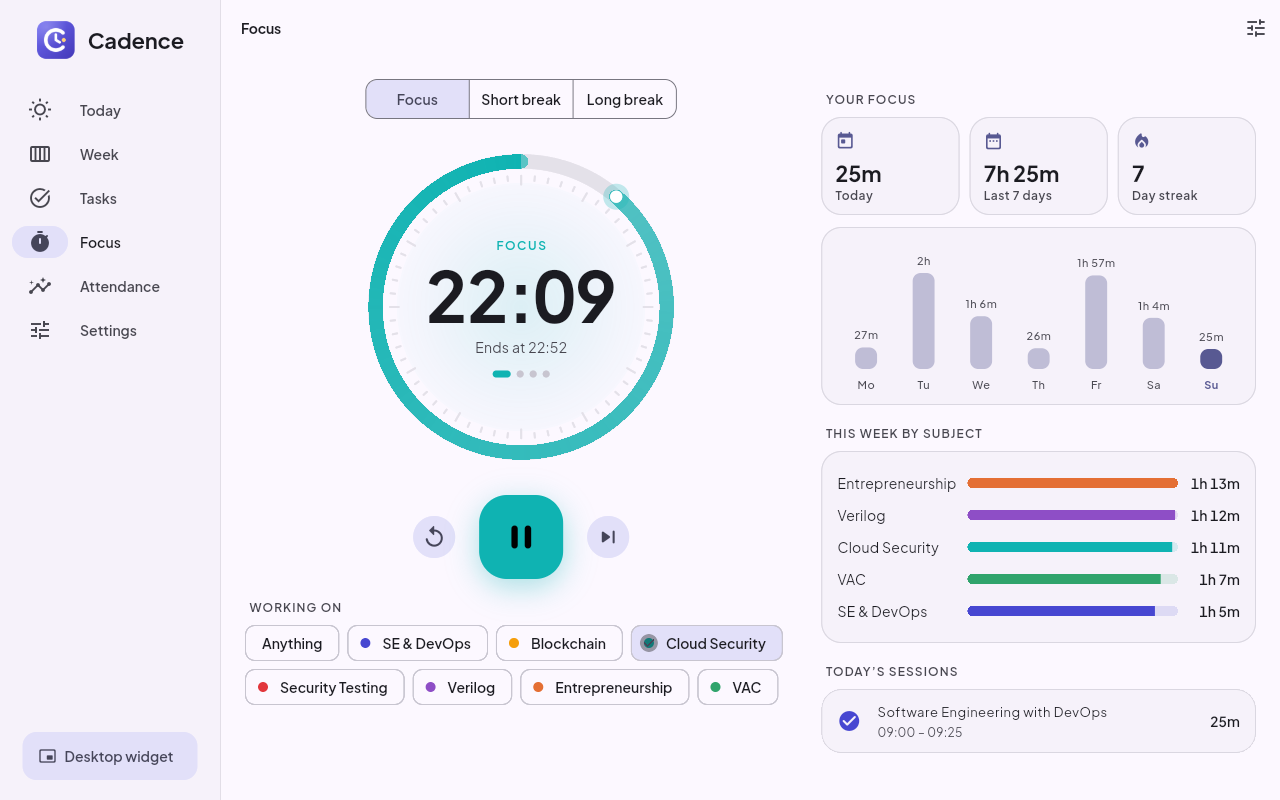 Cadence
Today
Week
Tasks
Focus
Attendance
Settings
Desktop widget
Focus
Focus
Short break
Long break
FOCUS
22:09
Ends at 22:52
WORKING ON
Anything
SE & DevOps
Blockchain
Cloud Security
Security Testing
Verilog
Entrepreneurship
VAC
YOUR FOCUS
25m
Today
7h 25m
Last 7 days
7
Day streak
27m
2h
1h 6m
26m
1h 57m
1h 4m
25m
Mo
Tu
We
Th
Fr
Sa
Su
THIS WEEK BY SUBJECT
Entrepreneurship 1h 13m
Verilog 1h 12m
Cloud Security 1h 11m
VAC 1h 7m
SE & DevOps 1h 5m
TODAY'S SESSIONS
Software Engineering with DevOps
09:00 – 09:25
25m